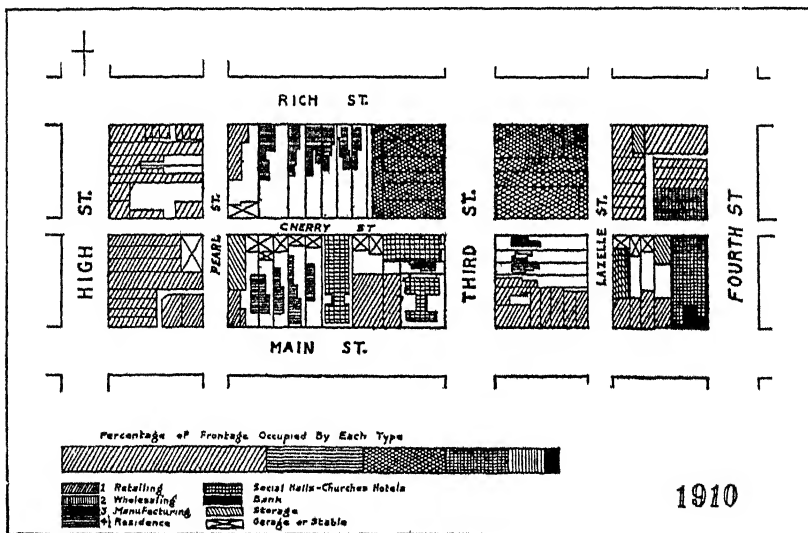 RICH ST.
HIGH ST.
PEARL ST.
CHERRY ST
THIRD ST.
LAZELLE ST.
FOURTH ST
MAIN ST.
Percentage of Frontage Occupied By Each Type
1 Retailing
2 Wholesaling
3 Manufacturing
4 Residence
Social Halls-Churches Hotels
Bank
Storage
Garage or Stable
1910